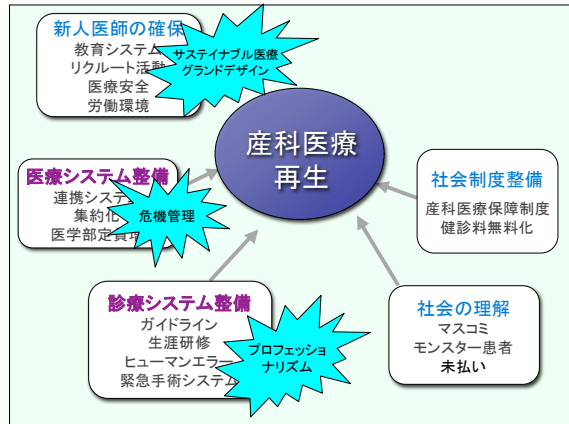 新人医師の確保
教育システム
リクルート活動
医療安全
労働環境
サステイナブル医療
グランドデザイン
産科医療
再生
医療システム整備
連携システ
集約化
医学部定員
危機管理
社会制度整備
産科医療保障制度
健診料無料化
診療システム整備
ガイドライン
生涯研修
ヒューマンエラー
緊急手術システム
プロフェッショ
ナリズム
社会の理解
マスコミ
モンスター患者
未払い